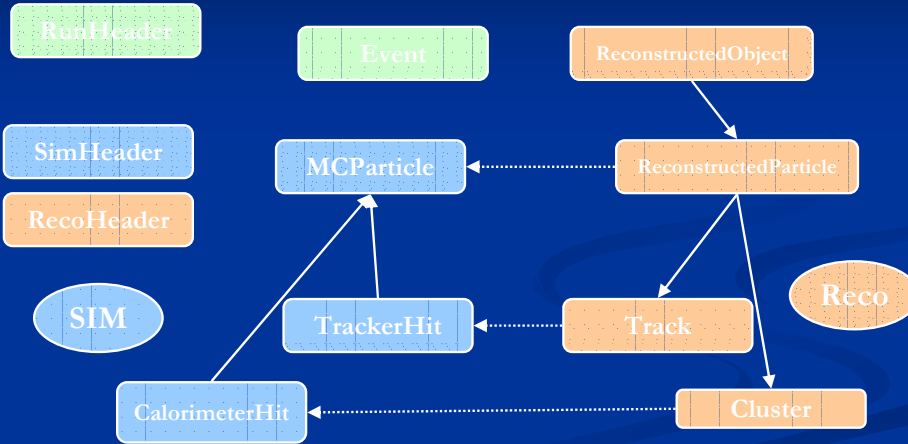 RunHeader
Event
ReconstructedObject
SimHeader
MCParticle
ReconstructedParticle
RecoHeader
SIM
TrackerHit
Track
Reco
CalorimeterHit
Cluster